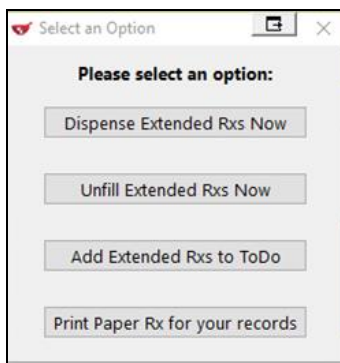 Select an Option
Please select an option:
Dispense Extended Rxs Now
Unfill Extended Rxs Now
Add Extended Rxs to ToDo
Print Paper Rx for your records